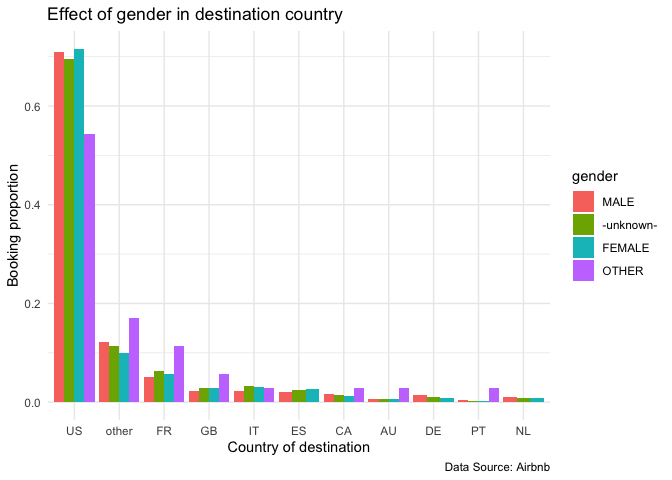 Effect of gender in destination country
Booking proportion
0.6
0.4
0.2
0.0
US other FR GB IT ES CA AU DE PT NL
Country of destination
gender
MALE
-unknown-
FEMALE
OTHER
Data Source: Airbnb